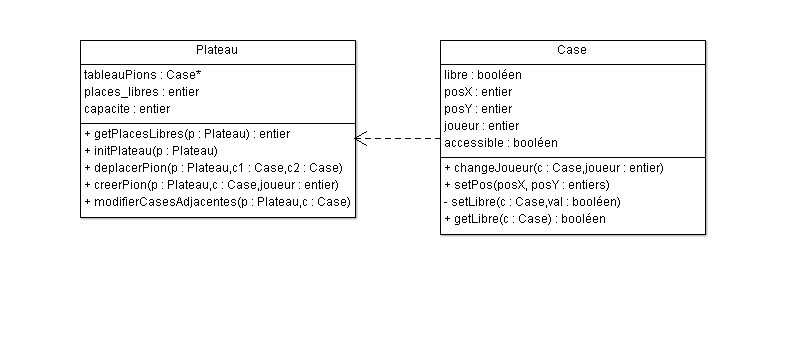 Plateau
tableauPions : Case*
places_libres : entier
capacite : entier
+ getPlacesLibres(p : Plateau) : entier
+ initPlateau(p : Plateau)
+ deplacerPion(p : Plateau,c1 : Case,c2 : Case)
+ creerPion(p : Plateau,c : Case,joueur : entier)
+ modifierCasesAdjacentes(p : Plateau,c : Case)
Case
libre : booléen
posX : entier
posY : entier
joueur : entier
accessible : booléen
+ changeJoueur(c : Case,joueur : entier)
+ setPos(posX, posY : entiers)
- setLibre(c : Case,val : booléen)
+ getLibre(c : Case) : booléen